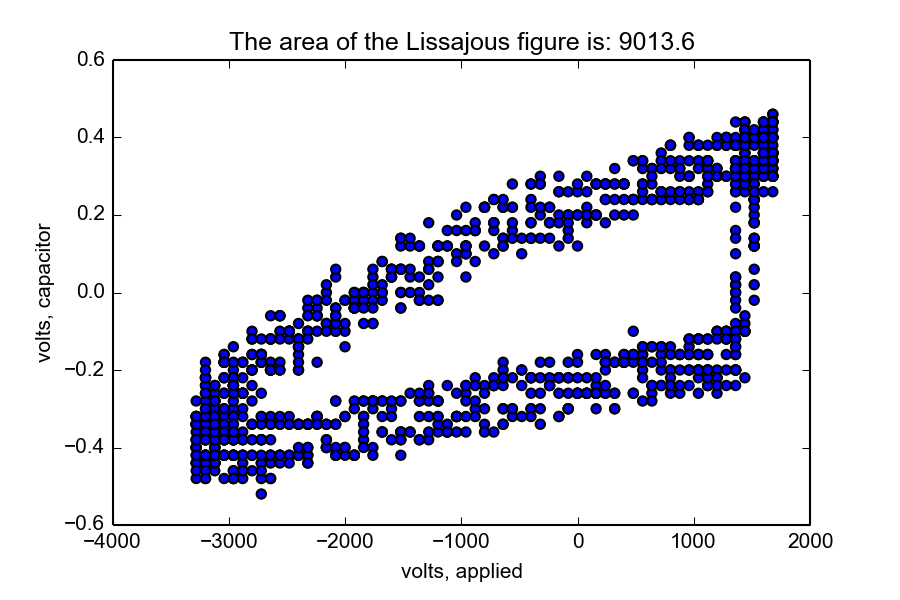 The area of the Lissajous figure is: 9013.6
0.6
0.4
0.2
0.0
−0.2
−0.4
−0.6
volts, capacitor
−4000 −3000 −2000 −1000 0 1000 2000
volts, applied